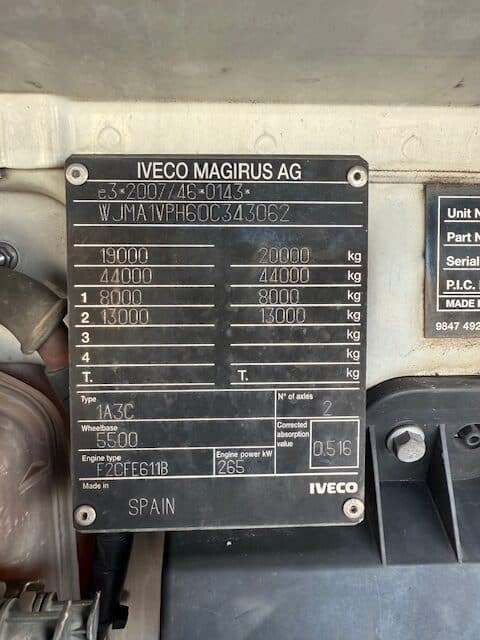 IVECO MAGIRUS AG
e3*2007/46*0143*
WJMA1VPH60C343062
19000 20000 kg
44000 44000 kg
1 8000 8000 kg
2 13000 13000 kg
3 kg
4 kg
T. T. kg
Type N° of axles
1A3C 2
Wheelbase Corrected absorption value
5500 0.516
Engine type Engine power kW
F2CFE611B 265
Made in IVECO
SPAIN
Unit N
Part N
Serial
P.I.C.
MADE
9847 492